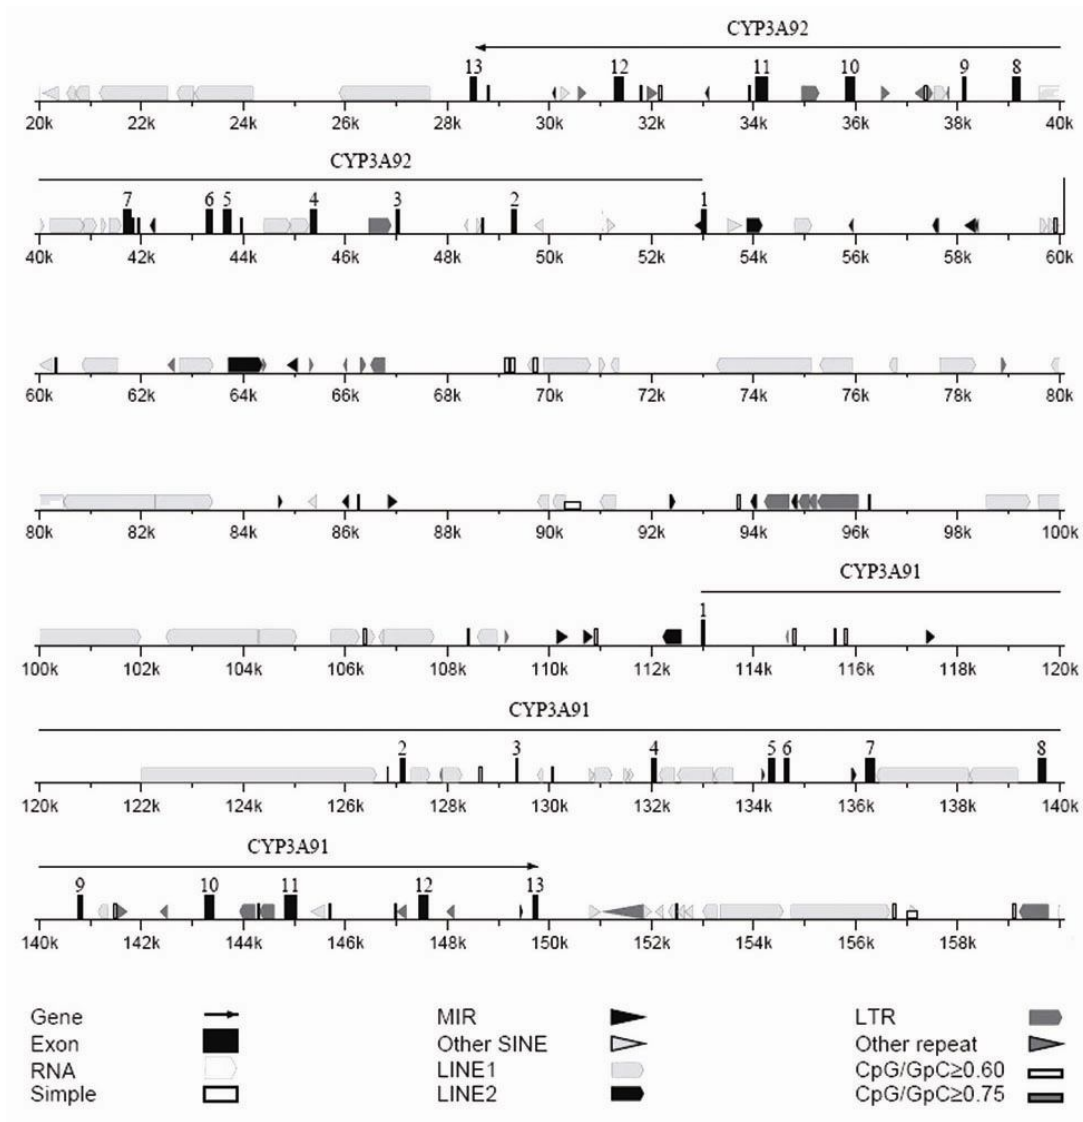 CYP3A92
13 12 11 10 9 8
20k 22k 24k 26k 28k 30k 32k 34k 36k 38k 40k
CYP3A92
7 6 5 4 3 2 1
40k 42k 44k 46k 48k 50k 52k 54k 56k 58k 60k
60k 62k 64k 66k 68k 70k 72k 74k 76k 78k 80k
80k 82k 84k 86k 88k 90k 92k 94k 96k 98k 100k
CYP3A91
1
100k 102k 104k 106k 108k 110k 112k 114k 116k 118k 120k
CYP3A91
2 3 4 5 6 7 8
120k 122k 124k 126k 128k 130k 132k 134k 136k 138k 140k
CYP3A91
9 10 11 12 13
140k 142k 144k 146k 148k 150k 152k 154k 156k 158k
Gene MIR LTR
Exon Other SINE Other repeat
RNA LINE1 CpG/GpC≥0.60
Simple LINE2 CpG/GpC≥0.75